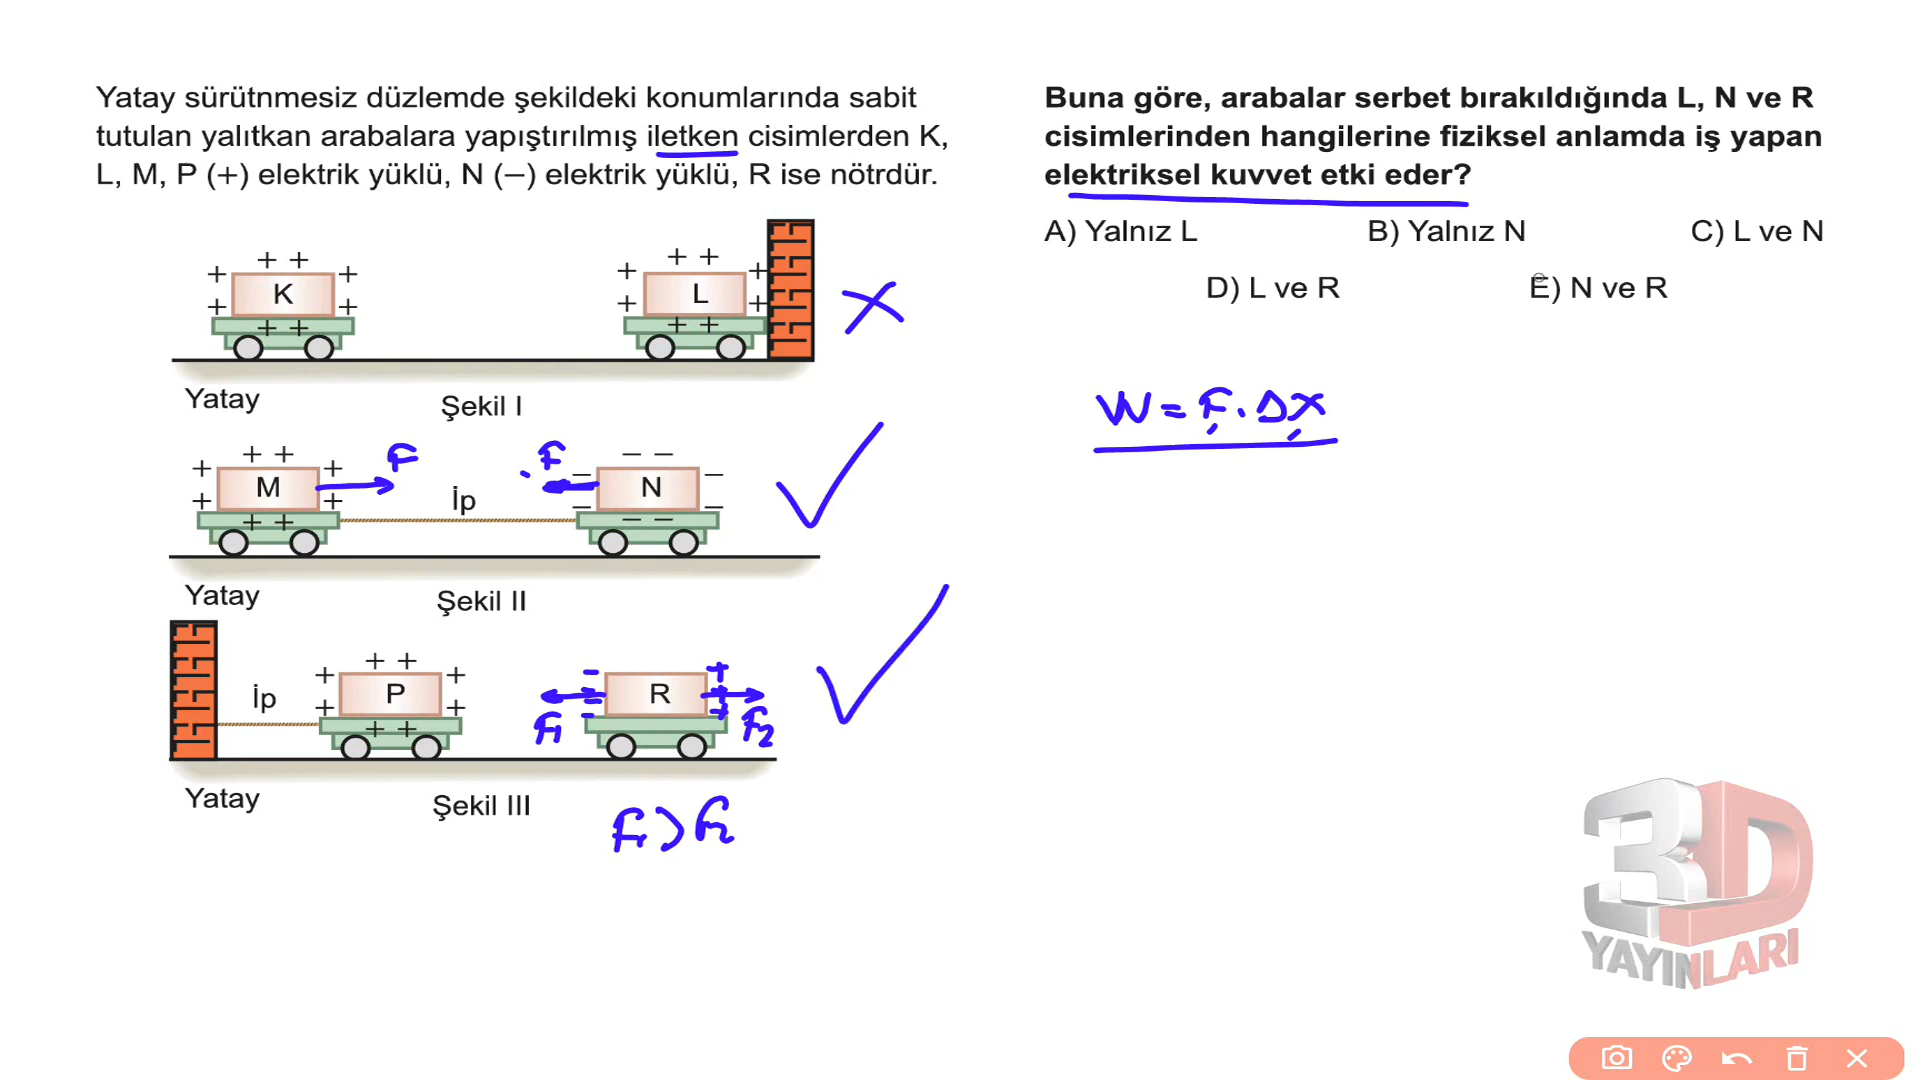 Yatay sürütnmesiz düzlemde şekildeki konumlarında sabit
tutulan yalıtkan arabalara yapıştırılmış iletken cisimlerden K,
L, M, P (+) elektrik yüklü, N (−) elektrik yüklü, R ise nötrdür.
+ + + +
+ K +
+ +
+ +
+ + + +
+ L +
+ +
Yatay
Şekil I
+ + + +
+ M +
+ +
F
F
İp
− −
− N −
− −
− −
Yatay
Şekil II
İp
+ + + +
+ P +
+ +
− R +
F1
F2
Yatay
Şekil III
F1 > F2
Buna göre, arabalar serbet bırakıldığında L, N ve R
cisimlerinden hangilerine fiziksel anlamda iş yapan
elektriksel kuvvet etki eder?
A) Yalnız L B) Yalnız N C) L ve N
D) L ve R E) N ve R
W = F . Δx
3D
YAYINLARI